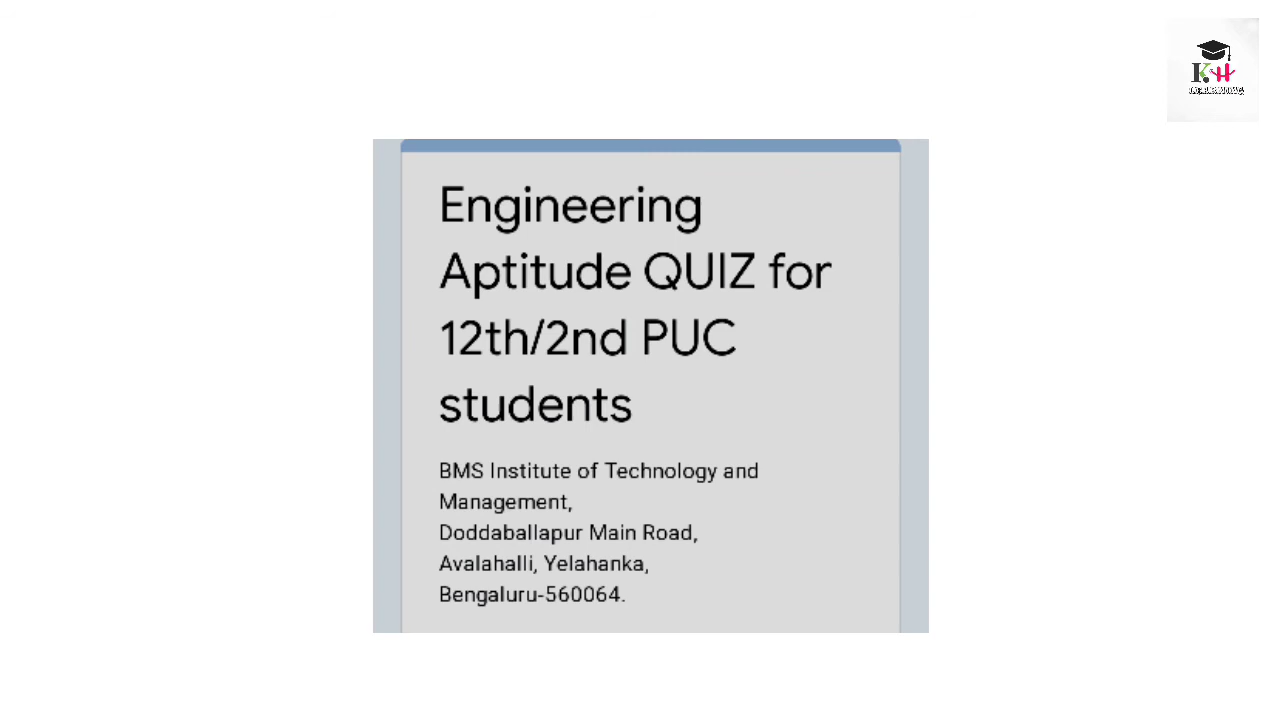 KH
Engineering
Aptitude QUIZ for
12th/2nd PUC
students
BMS Institute of Technology and
Management,
Doddaballapur Main Road,
Avalahalli, Yelahanka,
Bengaluru-560064.